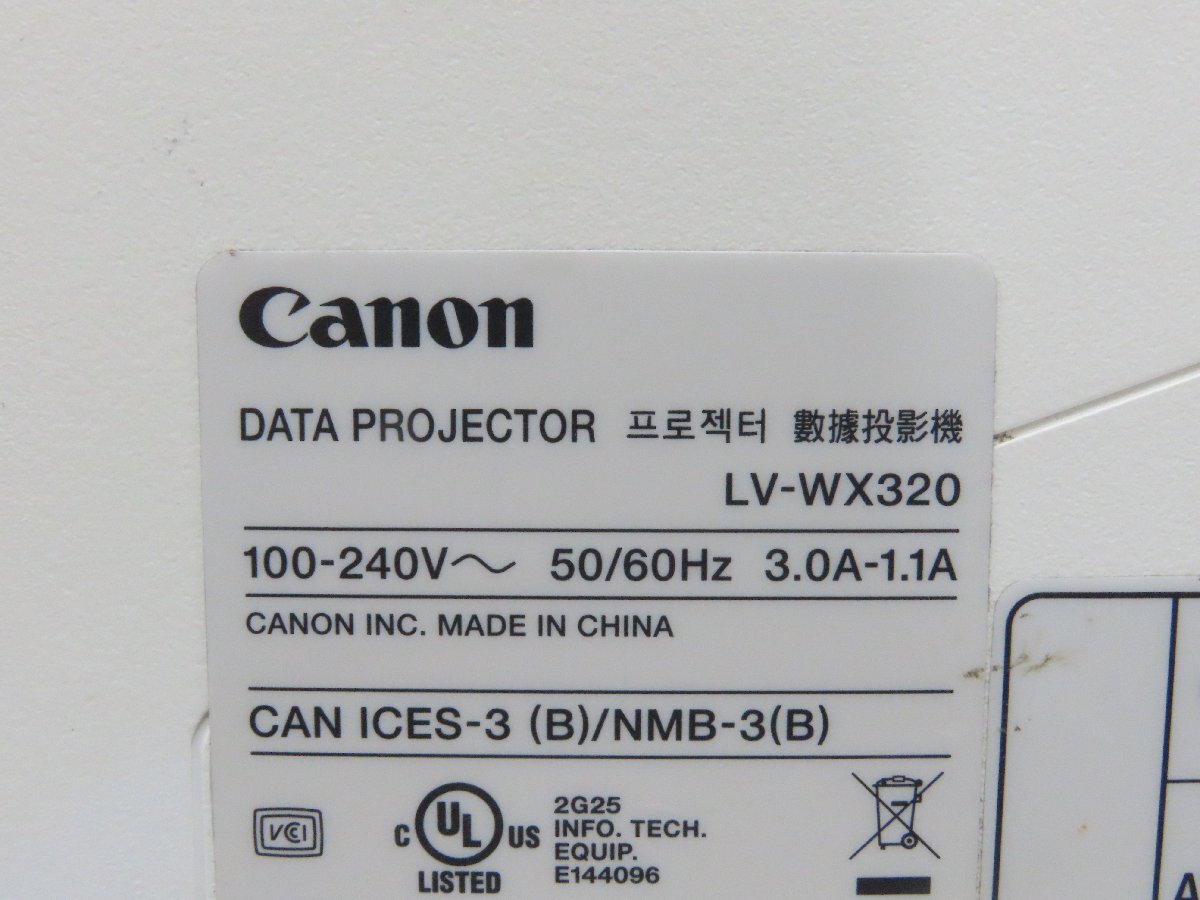 Canon
DATA PROJECTOR 프로젝터 數據投影機
LV-WX320
100-240V～ 50/60Hz 3.0A-1.1A
CANON INC. MADE IN CHINA
CAN ICES-3 (B)/NMB-3(B)
VCCI
C UL US
LISTED
2G25
INFO. TECH.
EQUIP.
E144096